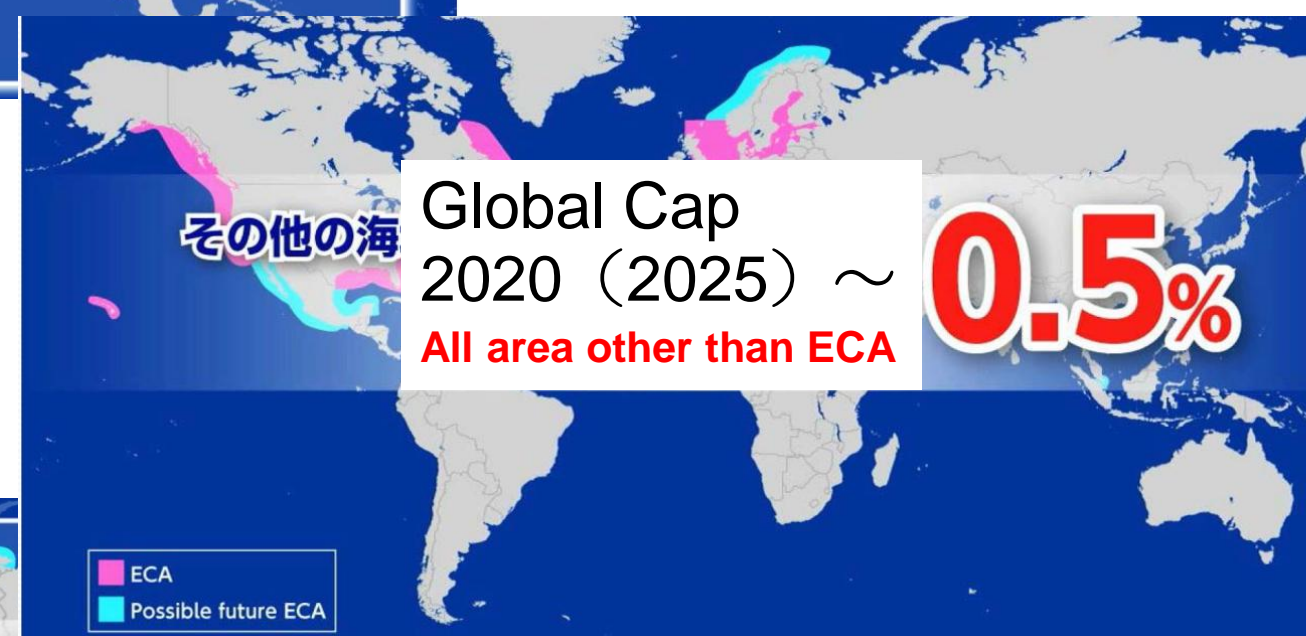 その他の海
Global Cap
2020（2025）～
All area other than ECA
0.5%
ECA
Possible future ECA